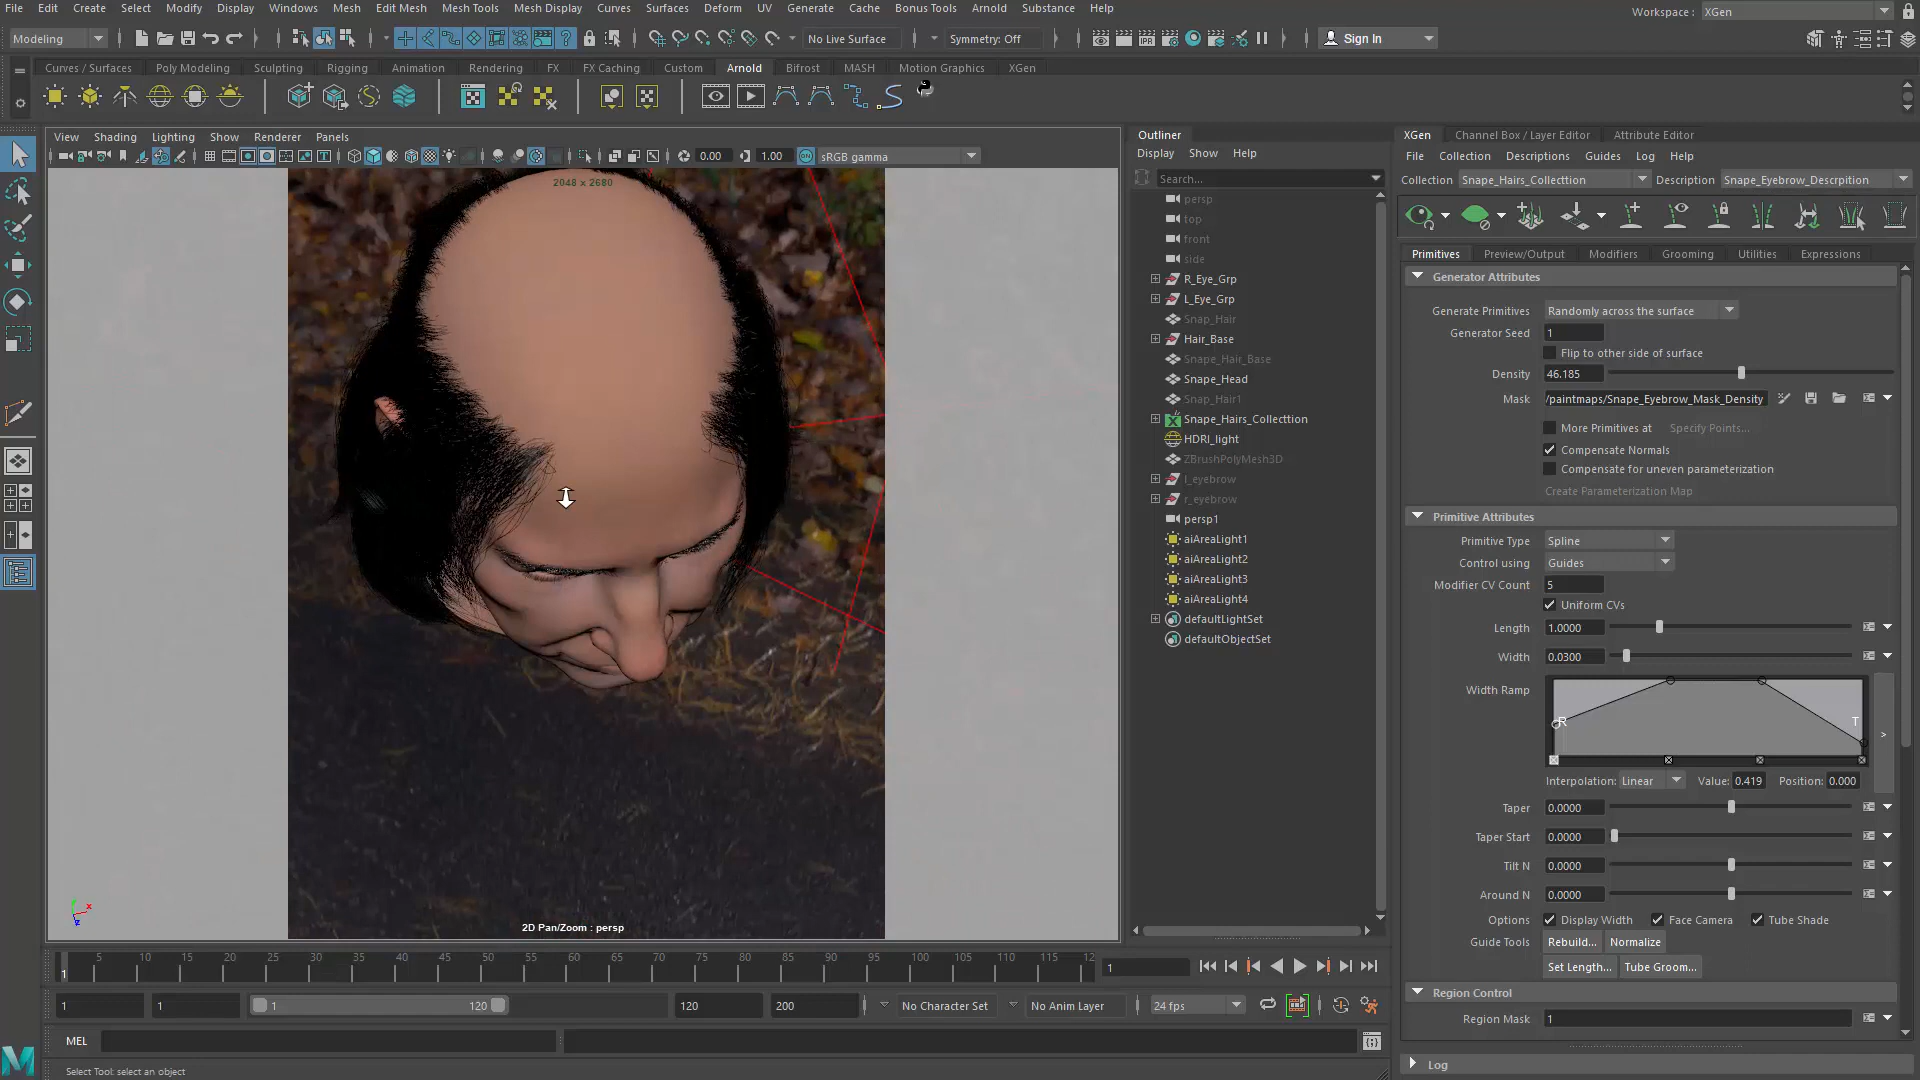 File Edit Create Select Modify Display Windows Mesh Edit Mesh Mesh Tools Mesh Display Curves Surfaces Deform UV Generate Cache Bonus Tools Arnold Substance Help
Workspace : XGen
Modeling No Live Surface Symmetry: Off Sign In
Curves / Surfaces Poly Modeling Sculpting Rigging Animation Rendering FX FX Caching Custom Arnold Bifrost MASH Motion Graphics XGen
IPR
View Shading Lighting Show Renderer Panels
0.00 1.00 ON sRGB gamma
2048 x 2680
2D Pan/Zoom : persp
Outliner
Display Show Help
Search...
persp
top
front
side
R_Eye_Grp
L_Eye_Grp
Snap_Hair
Hair_Base
Snape_Hair_Base
Snape_Head
Snap_Hair1
Snape_Hairs_Collecttion
HDRI_light
ZBrushPolyMesh3D
l_eyebrow
r_eyebrow
persp1
aiAreaLight1
aiAreaLight2
aiAreaLight3
aiAreaLight4
defaultLightSet
defaultObjectSet
XGen Channel Box / Layer Editor Attribute Editor
File Collection Descriptions Guides Log Help
Collection Snape_Hairs_Collecttion Description Snape_Eyebrow_Descrpition
Primitives Preview/Output Modifiers Grooming Utilities Expressions
Generator Attributes
Generate Primitives Randomly across the surface
Generator Seed 1
Flip to other side of surface
Density 46.185
Mask /paintmaps/Snape_Eyebrow_Mask_Density
More Primitives at Specify Points...
Compensate Normals
Compensate for uneven parameterization
Create Parameterization Map
Primitive Attributes
Primitive Type Spline
Control using Guides
Modifier CV Count 5
Uniform CVs
Length 1.0000
Width 0.0300
Width Ramp
R T
>
Interpolation: Linear Value: 0.419 Position: 0.000
Taper 0.0000
Taper Start 0.0000
Tilt N 0.0000
Around N 0.0000
Options Display Width Face Camera Tube Shade
Guide Tools Rebuild... Normalize
Set Length... Tube Groom...
Region Control
Region Mask 1
Log
5 10 15 20 25 30 35 40 45 50 55 60 65 70 75 80 85 90 95 100 105 110 115 12
1 1
1 1 1 120 120 200 No Character Set No Anim Layer 24 fps
MEL
Select Tool: select an object